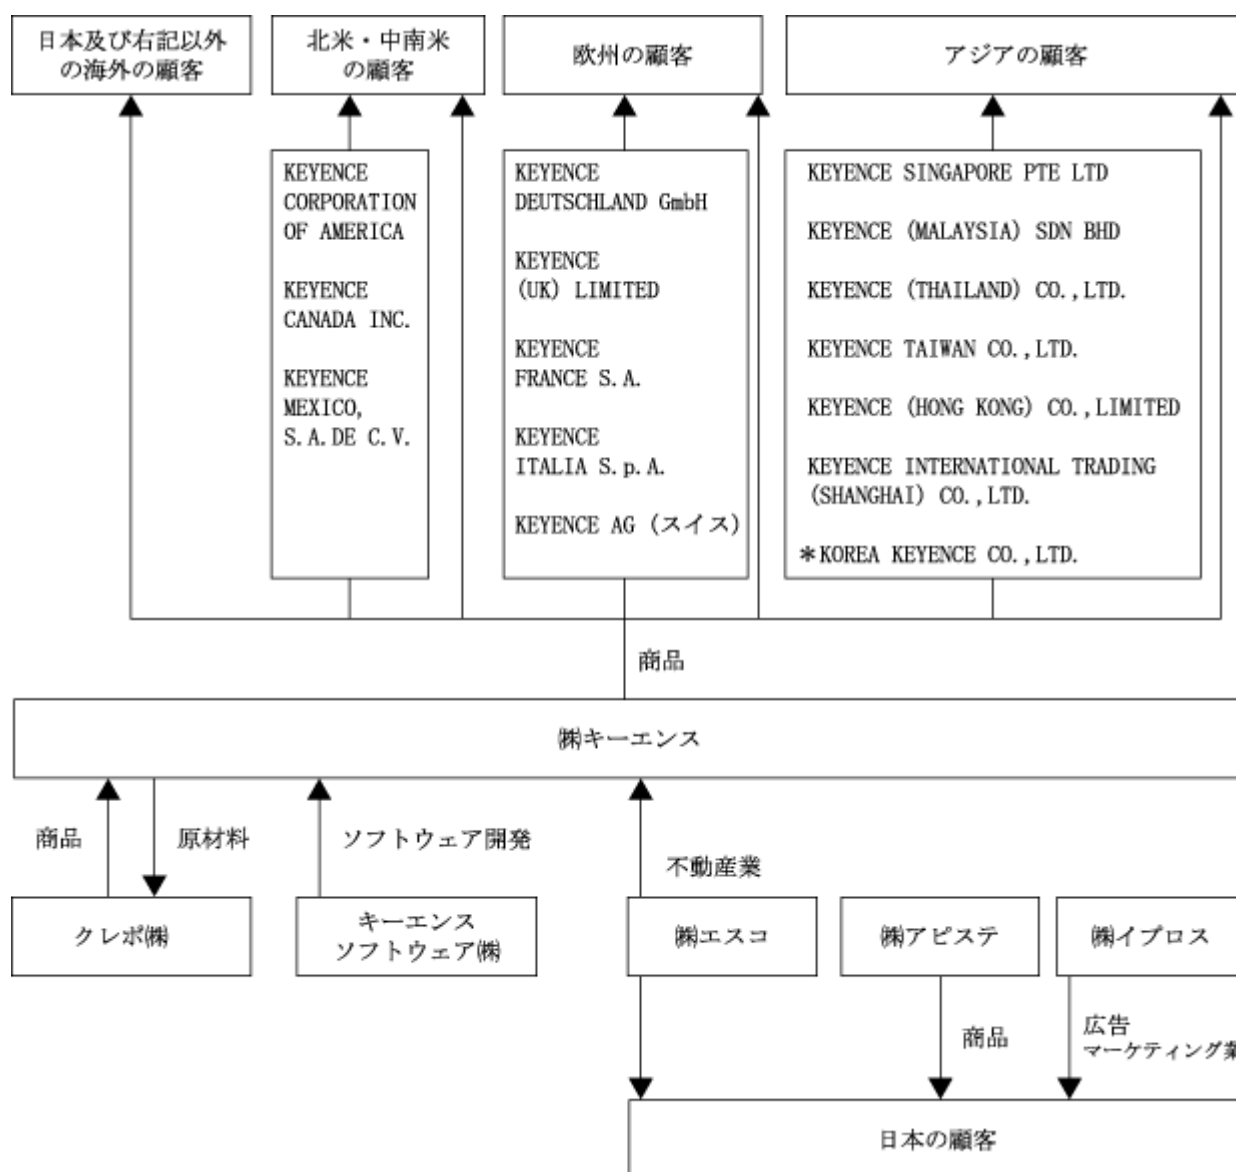 日本及び右記以外
の海外の顧客
北米・中南米
の顧客
欧州の顧客
アジアの顧客
KEYENCE
CORPORATION
OF AMERICA
KEYENCE
CANADA INC.
KEYENCE
MEXICO,
S.A.DE C.V.
KEYENCE
DEUTSCHLAND GmbH
KEYENCE
(UK) LIMITED
KEYENCE
FRANCE S.A.
KEYENCE
ITALIA S.p.A.
KEYENCE AG (スイス)
KEYENCE SINGAPORE PTE LTD
KEYENCE (MALAYSIA) SDN BHD
KEYENCE (THAILAND) CO.,LTD.
KEYENCE TAIWAN CO.,LTD.
KEYENCE (HONG KONG) CO.,LIMITED
KEYENCE INTERNATIONAL TRADING
(SHANGHAI) CO.,LTD.
*KOREA KEYENCE CO.,LTD.
商品
㈱キーエンス
商品
原材料
ソフトウェア開発
不動産業
クレポ㈱
キーエンス
ソフトウェア㈱
㈱エスコ
㈱アピステ
㈱イプロス
商品
広告
マーケティング業
日本の顧客